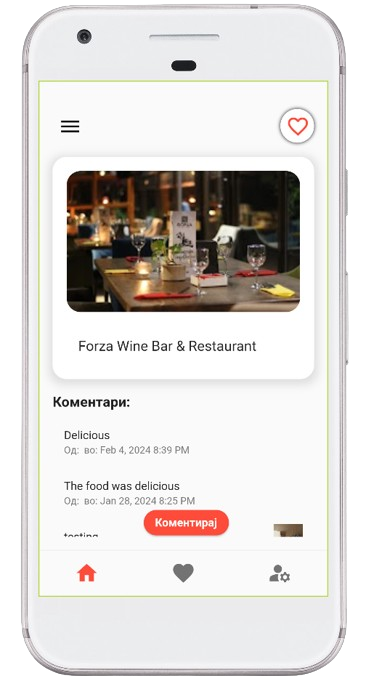 Forza Wine Bar & Restaurant
Коментари:
Delicious
Од:  во: Feb 4, 2024 8:39 PM
The food was delicious
Од:  во: Jan 28, 2024 8:25 PM
testing
Коментирај